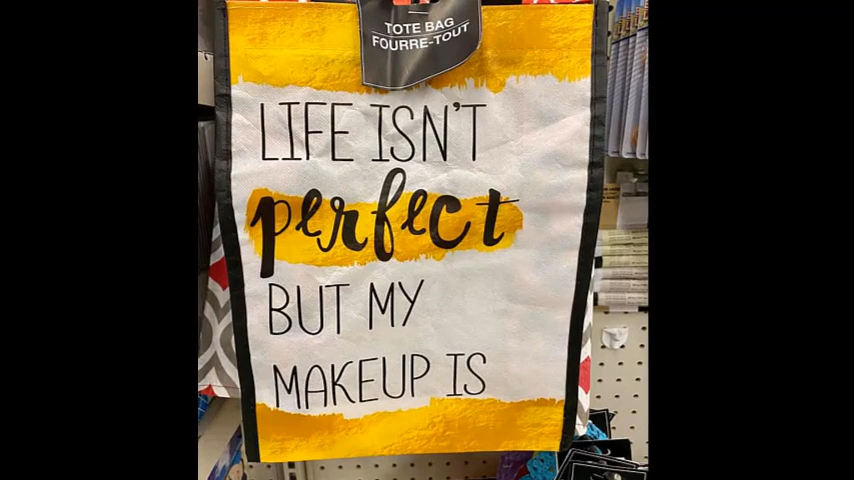 TOTE BAG
FOURRE-TOUT
LIFE ISN'T
perfect
BUT MY
MAKEUP IS